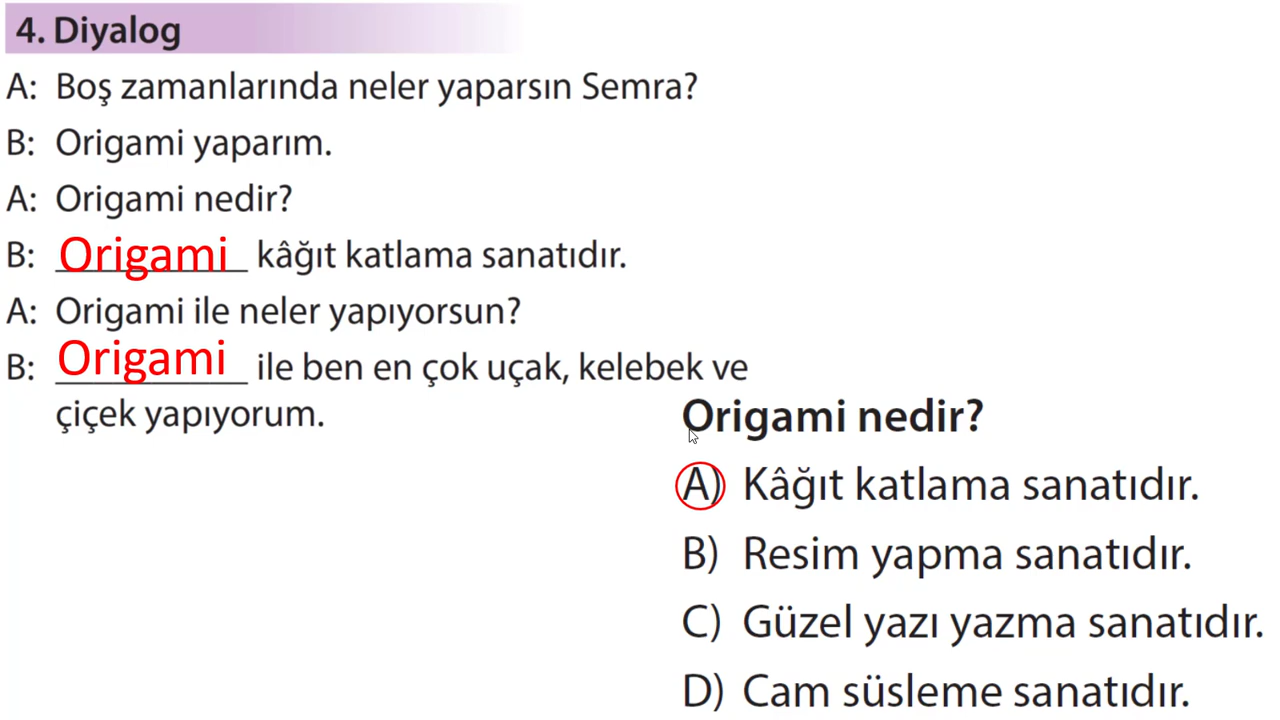 4. Diyalog
A: Boş zamanlarında neler yaparsın Semra?
B: Origami yaparım.
A: Origami nedir?
B: Origami kâğıt katlama sanatıdır.
A: Origami ile neler yapıyorsun?
B: Origami ile ben en çok uçak, kelebek ve
çiçek yapıyorum.
Origami nedir?
A) Kâğıt katlama sanatıdır.
B) Resim yapma sanatıdır.
C) Güzel yazı yazma sanatıdır.
D) Cam süsleme sanatıdır.